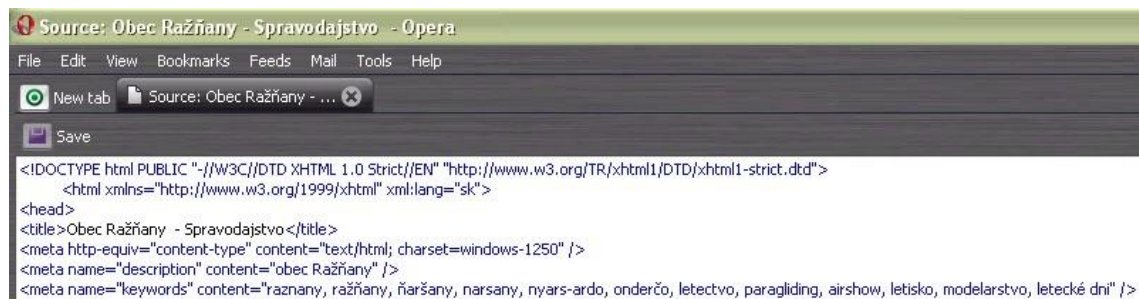 Source: Obec Ražňany - Spravodajstvo - Opera
File Edit View Bookmarks Feeds Mail Tools Help
New tab Source: Obec Ražňany - ...
Save
<!DOCTYPE html PUBLIC "-//W3C//DTD XHTML 1.0 Strict//EN" "http://www.w3.org/TR/xhtml1/DTD/xhtml1-strict.dtd">
<html xmlns="http://www.w3.org/1999/xhtml" xml:lang="sk">
<head>
<title>Obec Ražňany - Spravodajstvo</title>
<meta http-equiv="content-type" content="text/html; charset=windows-1250" />
<meta name="description" content="obec Ražňany" />
<meta name="keywords" content="raznany, ražňany, ňaršany, narsany, nyars-ardo, onderčo, letectvo, paragliding, airshow, letisko, modelarstvo, letecké dni" />